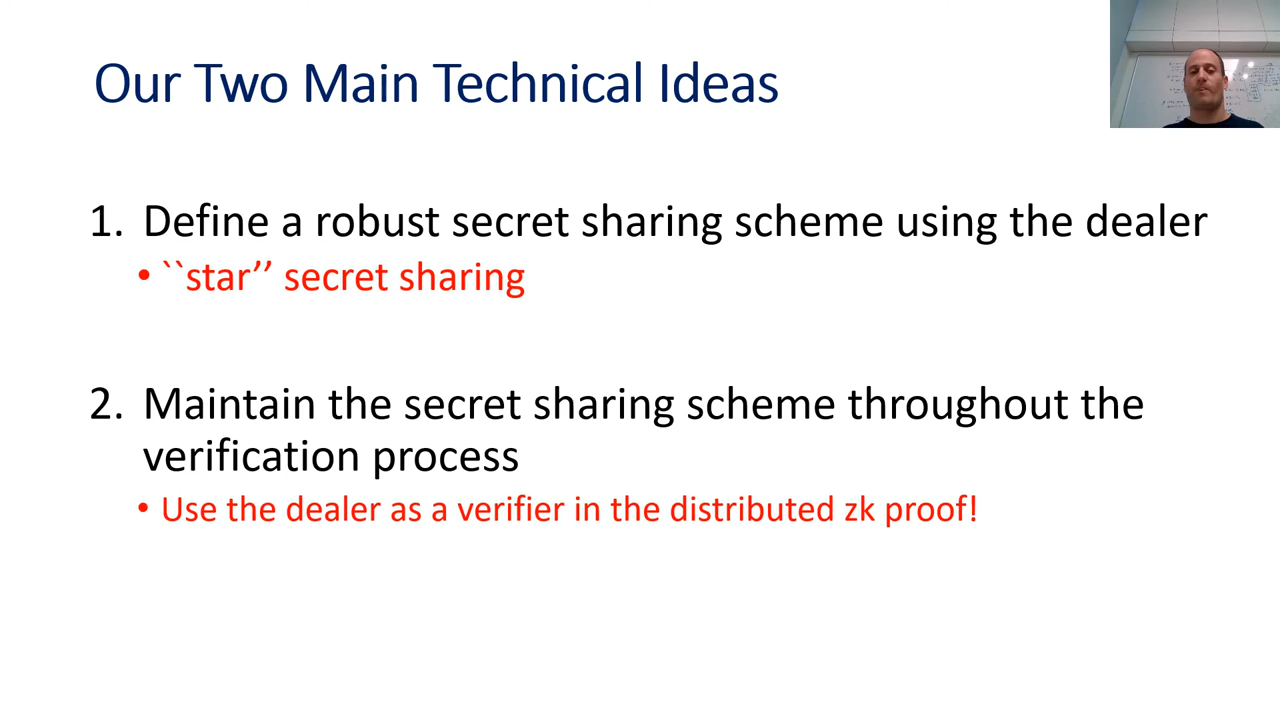 Our Two Main Technical Ideas
1. Define a robust secret sharing scheme using the dealer
• ``star’’ secret sharing
2. Maintain the secret sharing scheme throughout the
verification process
• Use the dealer as a verifier in the distributed zk proof!